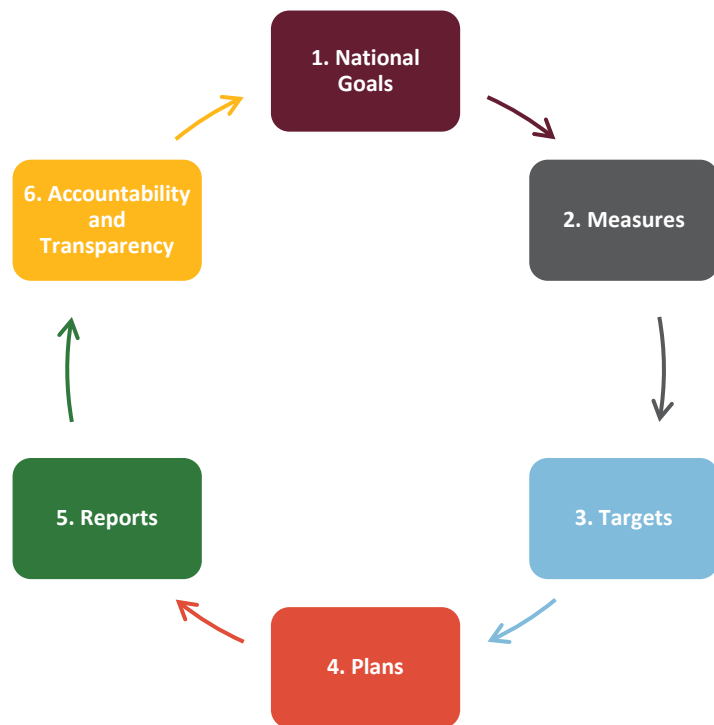 1. National
Goals
2. Measures
3. Targets
4. Plans
5. Reports
6. Accountability
and
Transparency